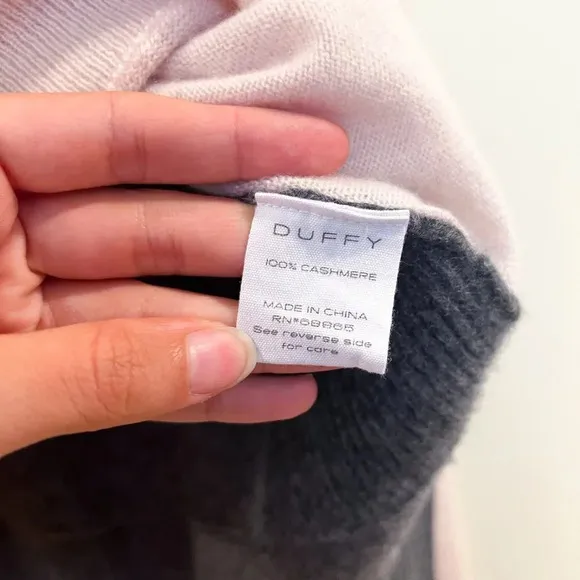 DUFFY
100% CASHMERE
MADE IN CHINA
RN#68865
See reverse side
for care